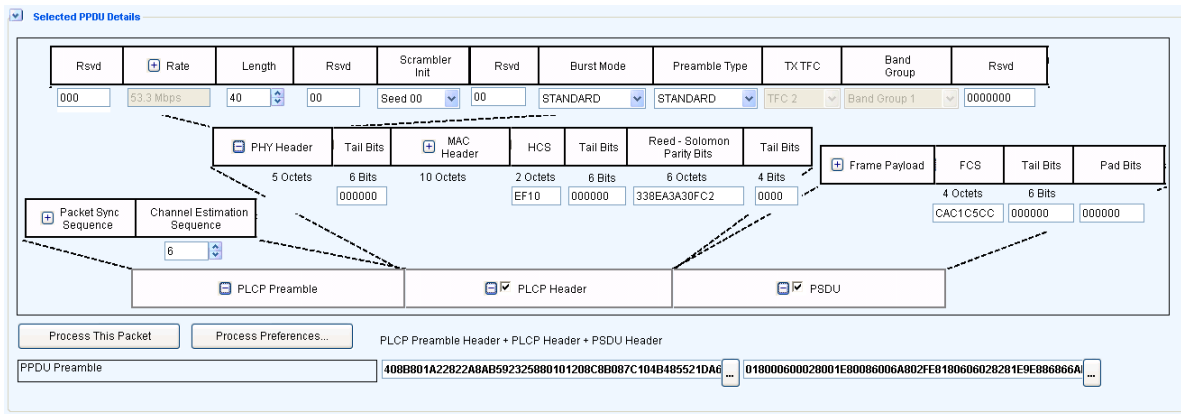 Selected PPDU Details
Rsvd Rate Length Rsvd Scrambler Init Rsvd Burst Mode Preamble Type TX TFC Band Group Rsvd
000 53.3 Mbps 40 00 Seed 00 00 STANDARD STANDARD TFC 2 Band Group 1 0000000
PHY Header Tail Bits MAC Header HCS Tail Bits Reed - Solomon Parity Bits Tail Bits
5 Octets 6 Bits 10 Octets 2 Octets 6 Bits 6 Octets 4 Bits
000000 EF10 000000 338EA3A30FC2 0000
Frame Payload FCS Tail Bits Pad Bits
4 Octets 6 Bits
CAC1C5CC 000000 000000
Packet Sync Sequence Channel Estimation Sequence
6
PLCP Preamble PLCP Header PSDU
Process This Packet Process Preferences... PLCP Preamble Header + PLCP Header + PSDU Header
PPDU Preamble 408B801A22822A8AB592325880101208C8B087C104B485521DA6 ... 018000600028001E80086006A802FE8180606028281E9E886866A ...